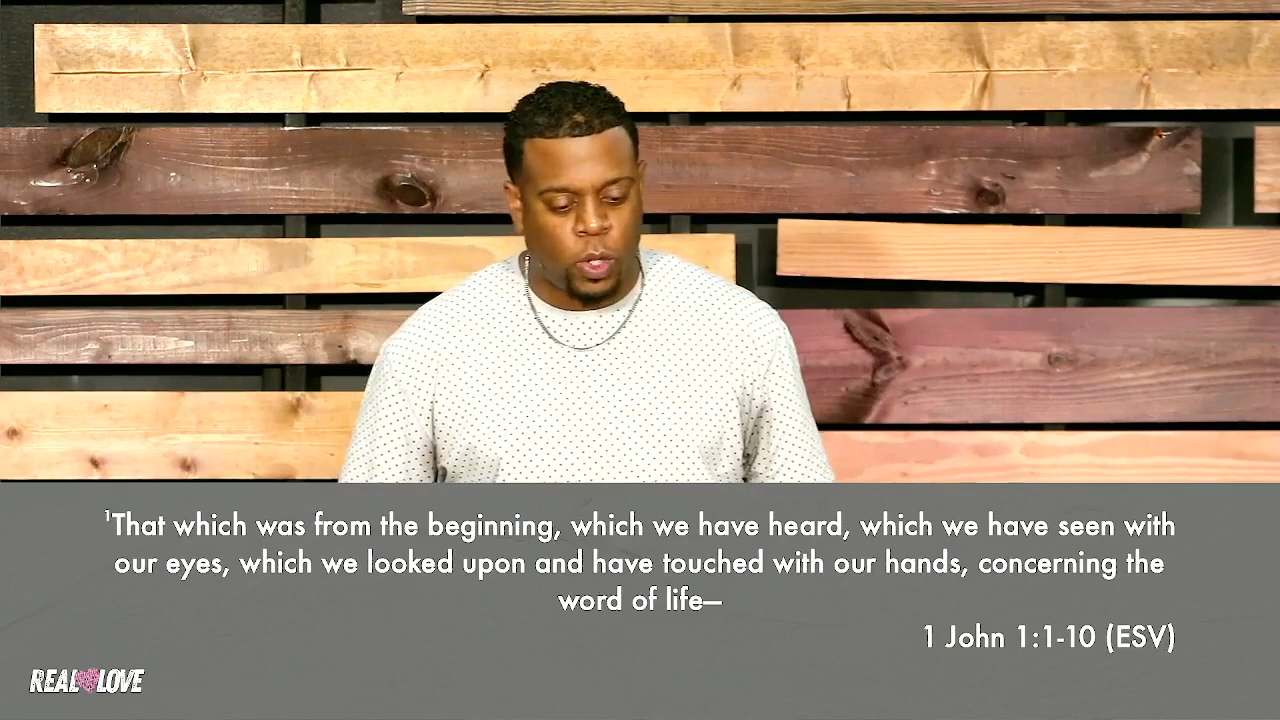 ¹That which was from the beginning, which we have heard, which we have seen with
our eyes, which we looked upon and have touched with our hands, concerning the
word of life—
1 John 1:1-10 (ESV)
REAL LOVE